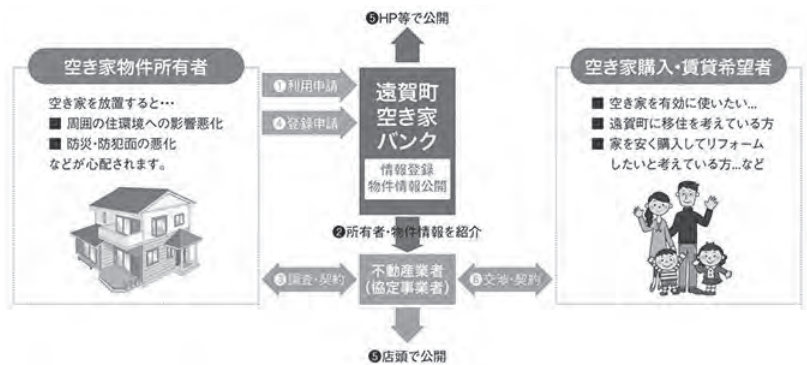 ❺HP等で公開
空き家物件所有者
空き家を放置すると・・・
■ 周囲の住環境への影響悪化
■ 防災・防犯面の悪化
などが心配されます。
❶利用申請
❹登録申請
遠賀町
空き家
バンク
情報登録
物件情報公開
❷所有者・物件情報を紹介
❸調査・契約
不動産業者
(協定事業者)
❻交渉・契約
❺店頭で公開
空き家購入・賃貸希望者
■ 空き家を有効に使いたい...
■ 遠賀町に移住を考えている方
■ 家を安く購入してリフォーム
したいと考えている方...など